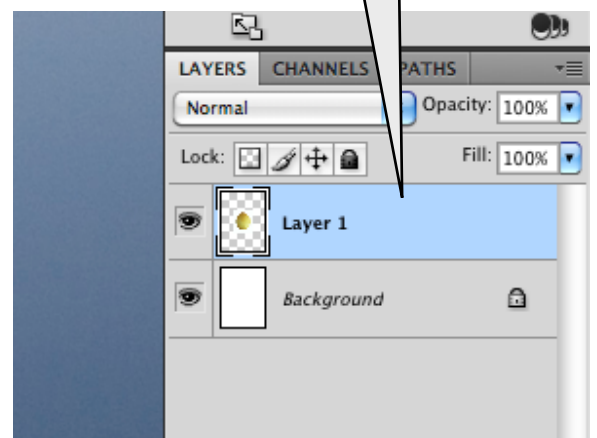 LAYERS CHANNELS PATHS
Normal Opacity: 100%
Lock: Fill: 100%
Layer 1
Background